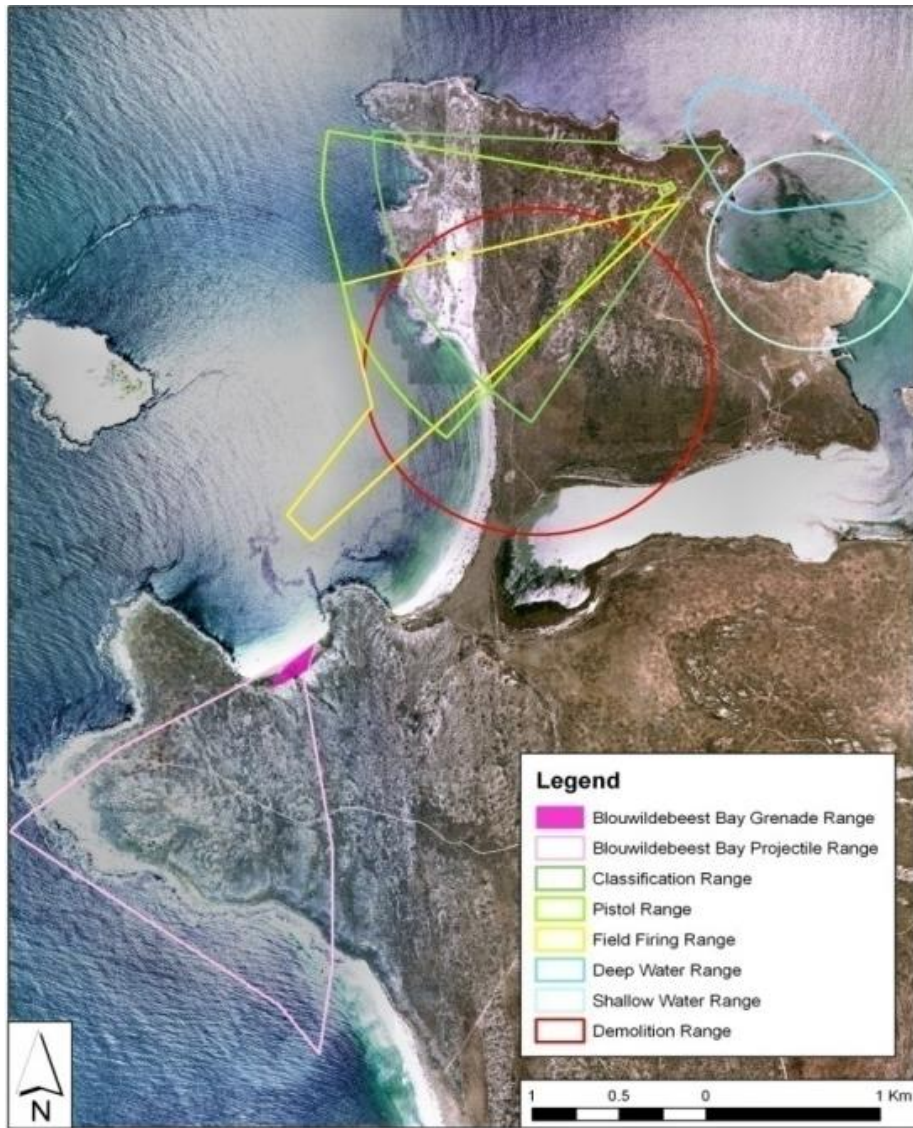 Legend
Blouwildebeest Bay Grenade Range
Blouwildebeest Bay Projectile Range
Classification Range
Pistol Range
Field Firing Range
Deep Water Range
Shallow Water Range
Demolition Range
N
1 0.5 0 1 Km